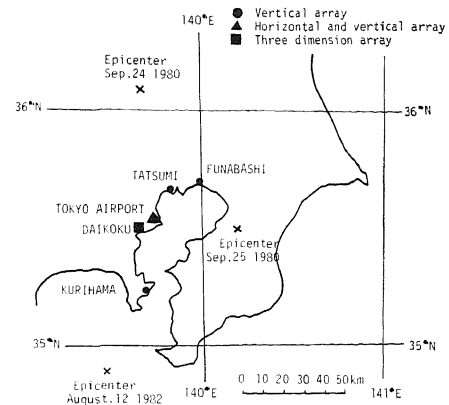 140°E
● Vertical array
▲ Horizontal and vertical array
■ Three dimension array
Epicenter
Sep.24 1980
×
36°N
36°N
TATSUMI
FUNABASHI
TOKYO AIRPORT
DAIKOKU
×
Epicenter
Sep.25 1980
KURIHAMA
35°N
35°N
×
Epicenter
August.12 1982
140°E
0 10 20 30 40 50km
141°E